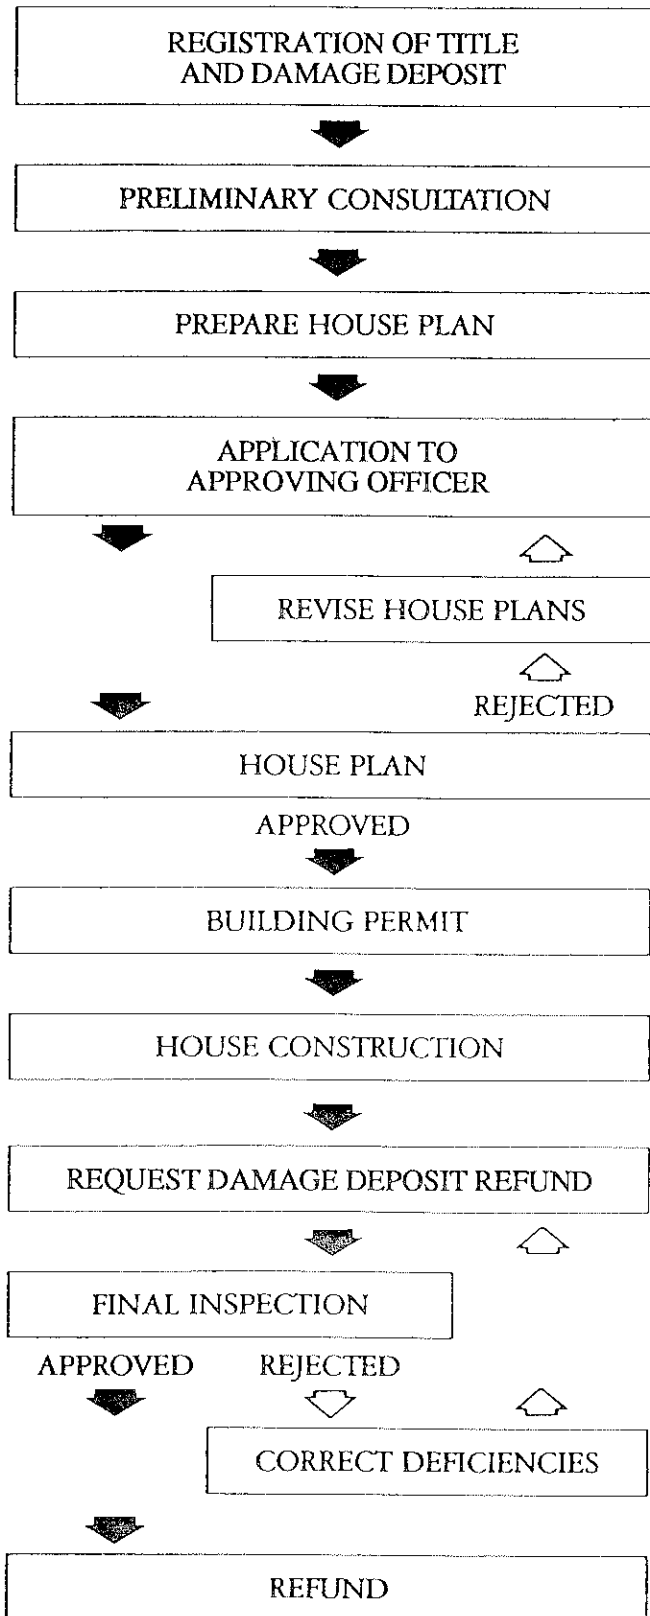 REGISTRATION OF TITLE
AND DAMAGE DEPOSIT
PRELIMINARY CONSULTATION
PREPARE HOUSE PLAN
APPLICATION TO
APPROVING OFFICER
REVISE HOUSE PLANS
REJECTED
HOUSE PLAN
APPROVED
BUILDING PERMIT
HOUSE CONSTRUCTION
REQUEST DAMAGE DEPOSIT REFUND
FINAL INSPECTION
APPROVED REJECTED
CORRECT DEFICIENCIES
REFUND